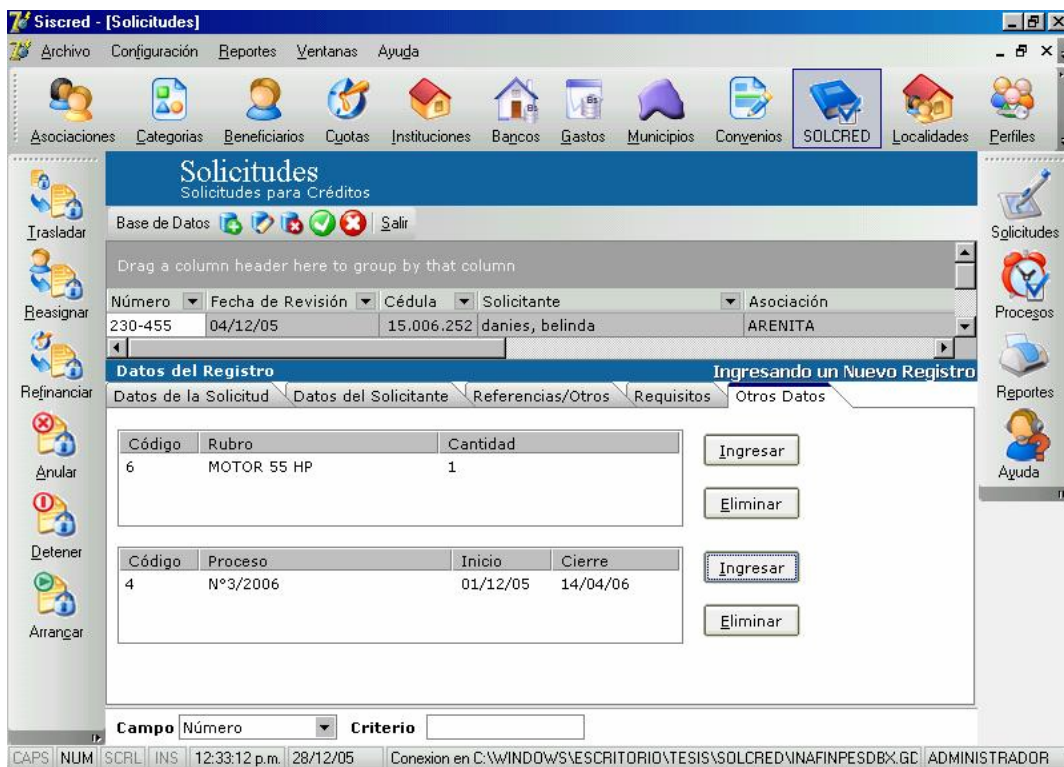 Siscred - [Solicitudes]
Archivo Configuración Reportes Ventanas Ayuda
Asociaciones Categorias Beneficiarios Cuotas Instituciones Bancos Gastos Municipios Convenios SOLCRED Localidades Perfiles
Solicitudes
Solicitudes para Créditos
Base de Datos Salir
Drag a column header here to group by that column
Número Fecha de Revisión Cédula Solicitante Asociación
230-455 04/12/05 15.006.252 danies, belinda ARENITA
Datos del Registro Ingresando un Nuevo Registro
Datos de la Solicitud Datos del Solicitante Referencias/Otros Requisitos Otros Datos
Código Rubro Cantidad
6 MOTOR 55 HP 1
Ingresar
Eliminar
Código Proceso Inicio Cierre
4 N°3/2006 01/12/05 14/04/06
Ingresar
Eliminar
Campo Número Criterio
Trasladar
Reasignar
Refinanciar
Anular
Detener
Arrancar
Solicitudes
Procesos
Reportes
Ayuda
CAPS NUM SCRL INS 12:33:12 p.m. 28/12/05 Conexion en C:\WINDOWS\ESCRITORIO\TESIS\SOLCRED\INAFINPESDBX.GD ADMINISTRADOR